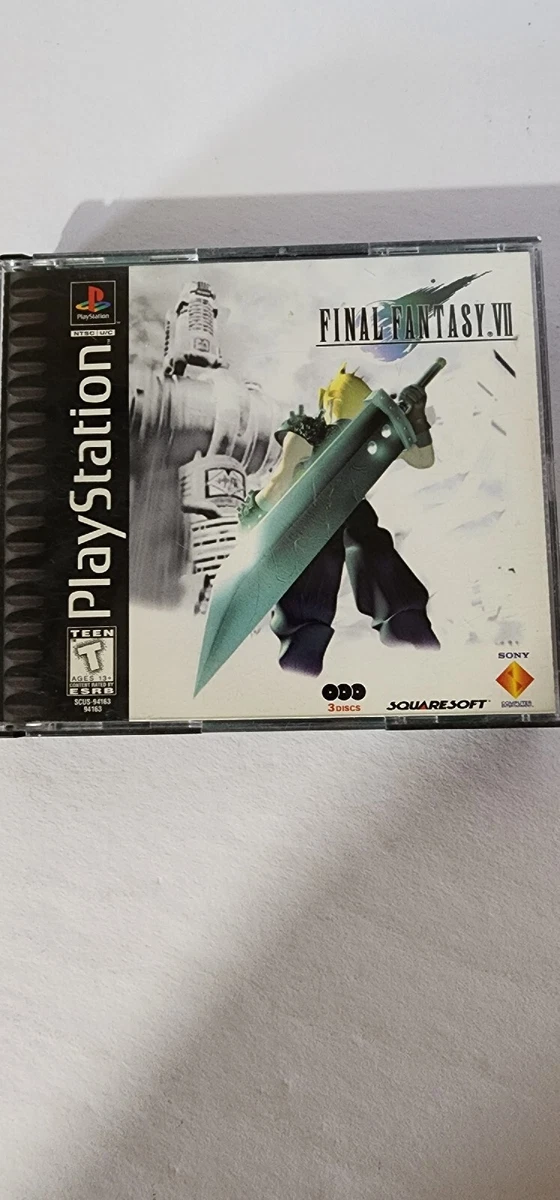 PlayStation
NTSC U/C
PlayStation
TEEN
T
AGES 13+
CONTENT RATED BY
ESRB
SCUS-94163
94163
FINAL FANTASY. VII
3 DISCS
SQUARESOFT
SONY